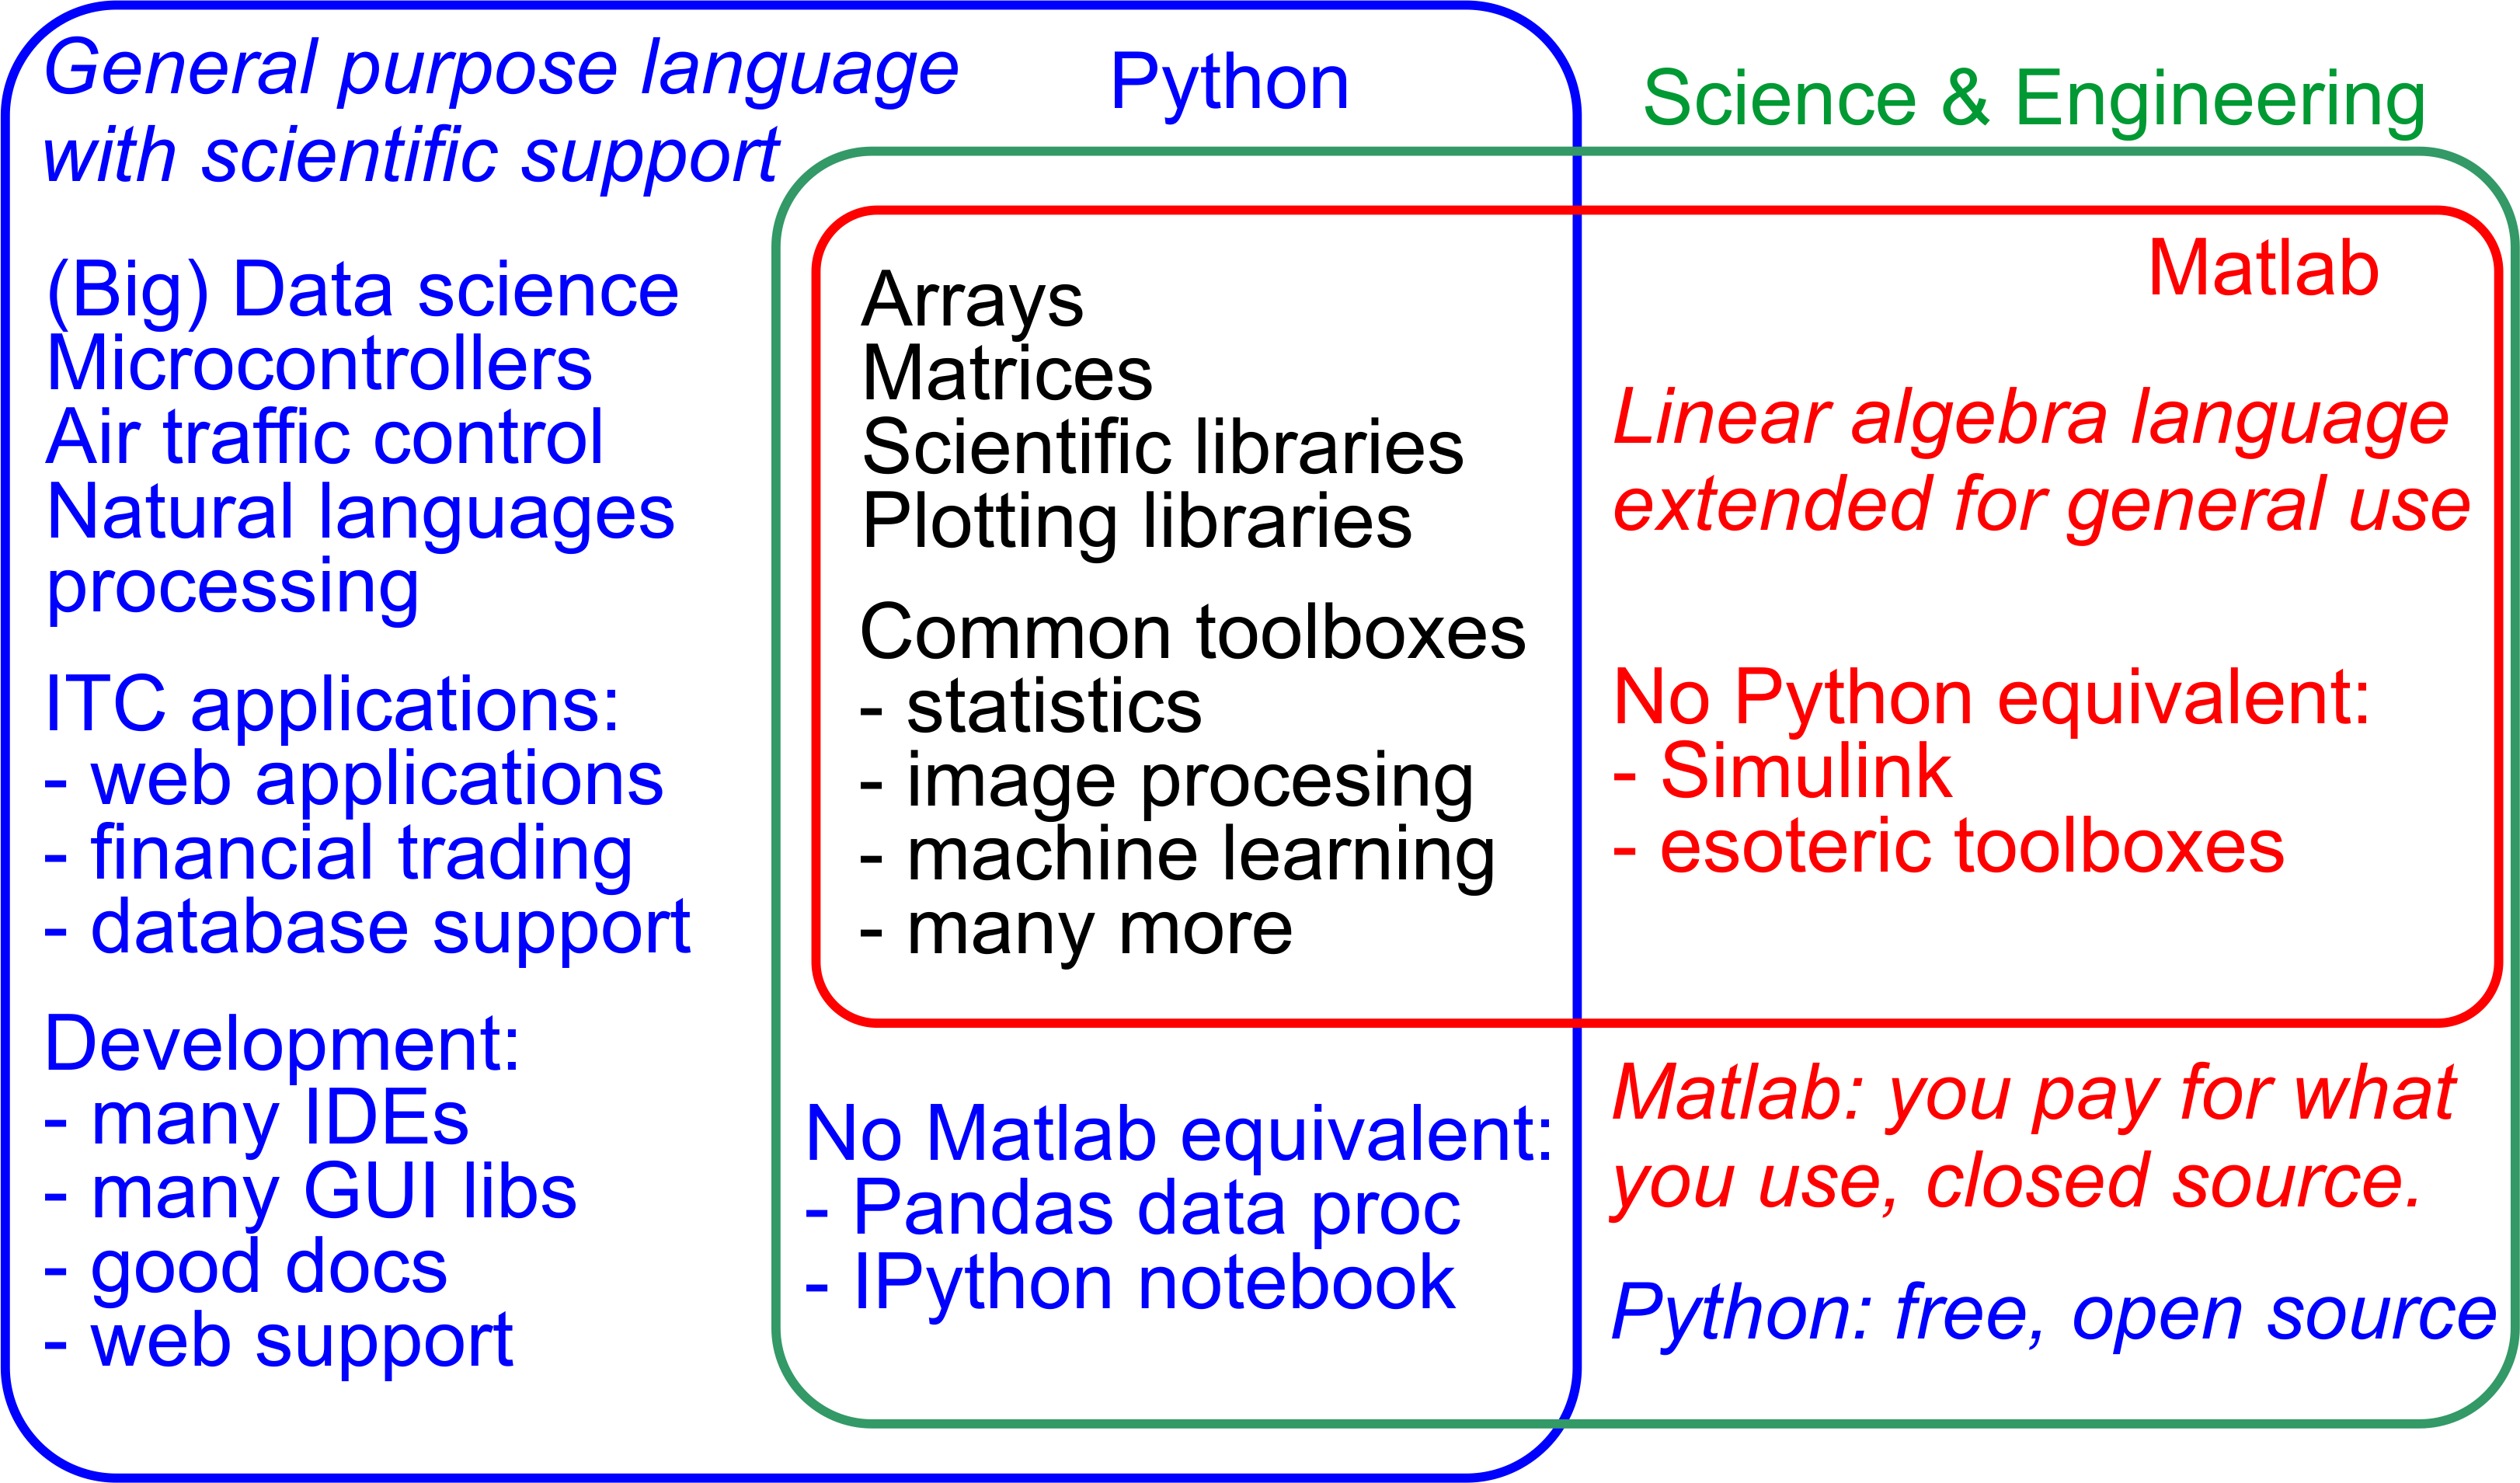 General purpose language
with scientific support
Python
Science & Engineering
(Big) Data science
Microcontrollers
Air traffic control
Natural languages
processing
ITC applications:
- web applications
- financial trading
- database support
Development:
- many IDEs
- many GUI libs
- good docs
- web support
Arrays
Matrices
Scientific libraries
Plotting libraries
Common toolboxes
- statistics
- image procesing
- machine learning
- many more
No Matlab equivalent:
- Pandas data proc
- IPython notebook
Matlab
Linear algebra language
extended for general use
No Python equivalent:
- Simulink
- esoteric toolboxes
Matlab: you pay for what
you use, closed source.
Python: free, open source